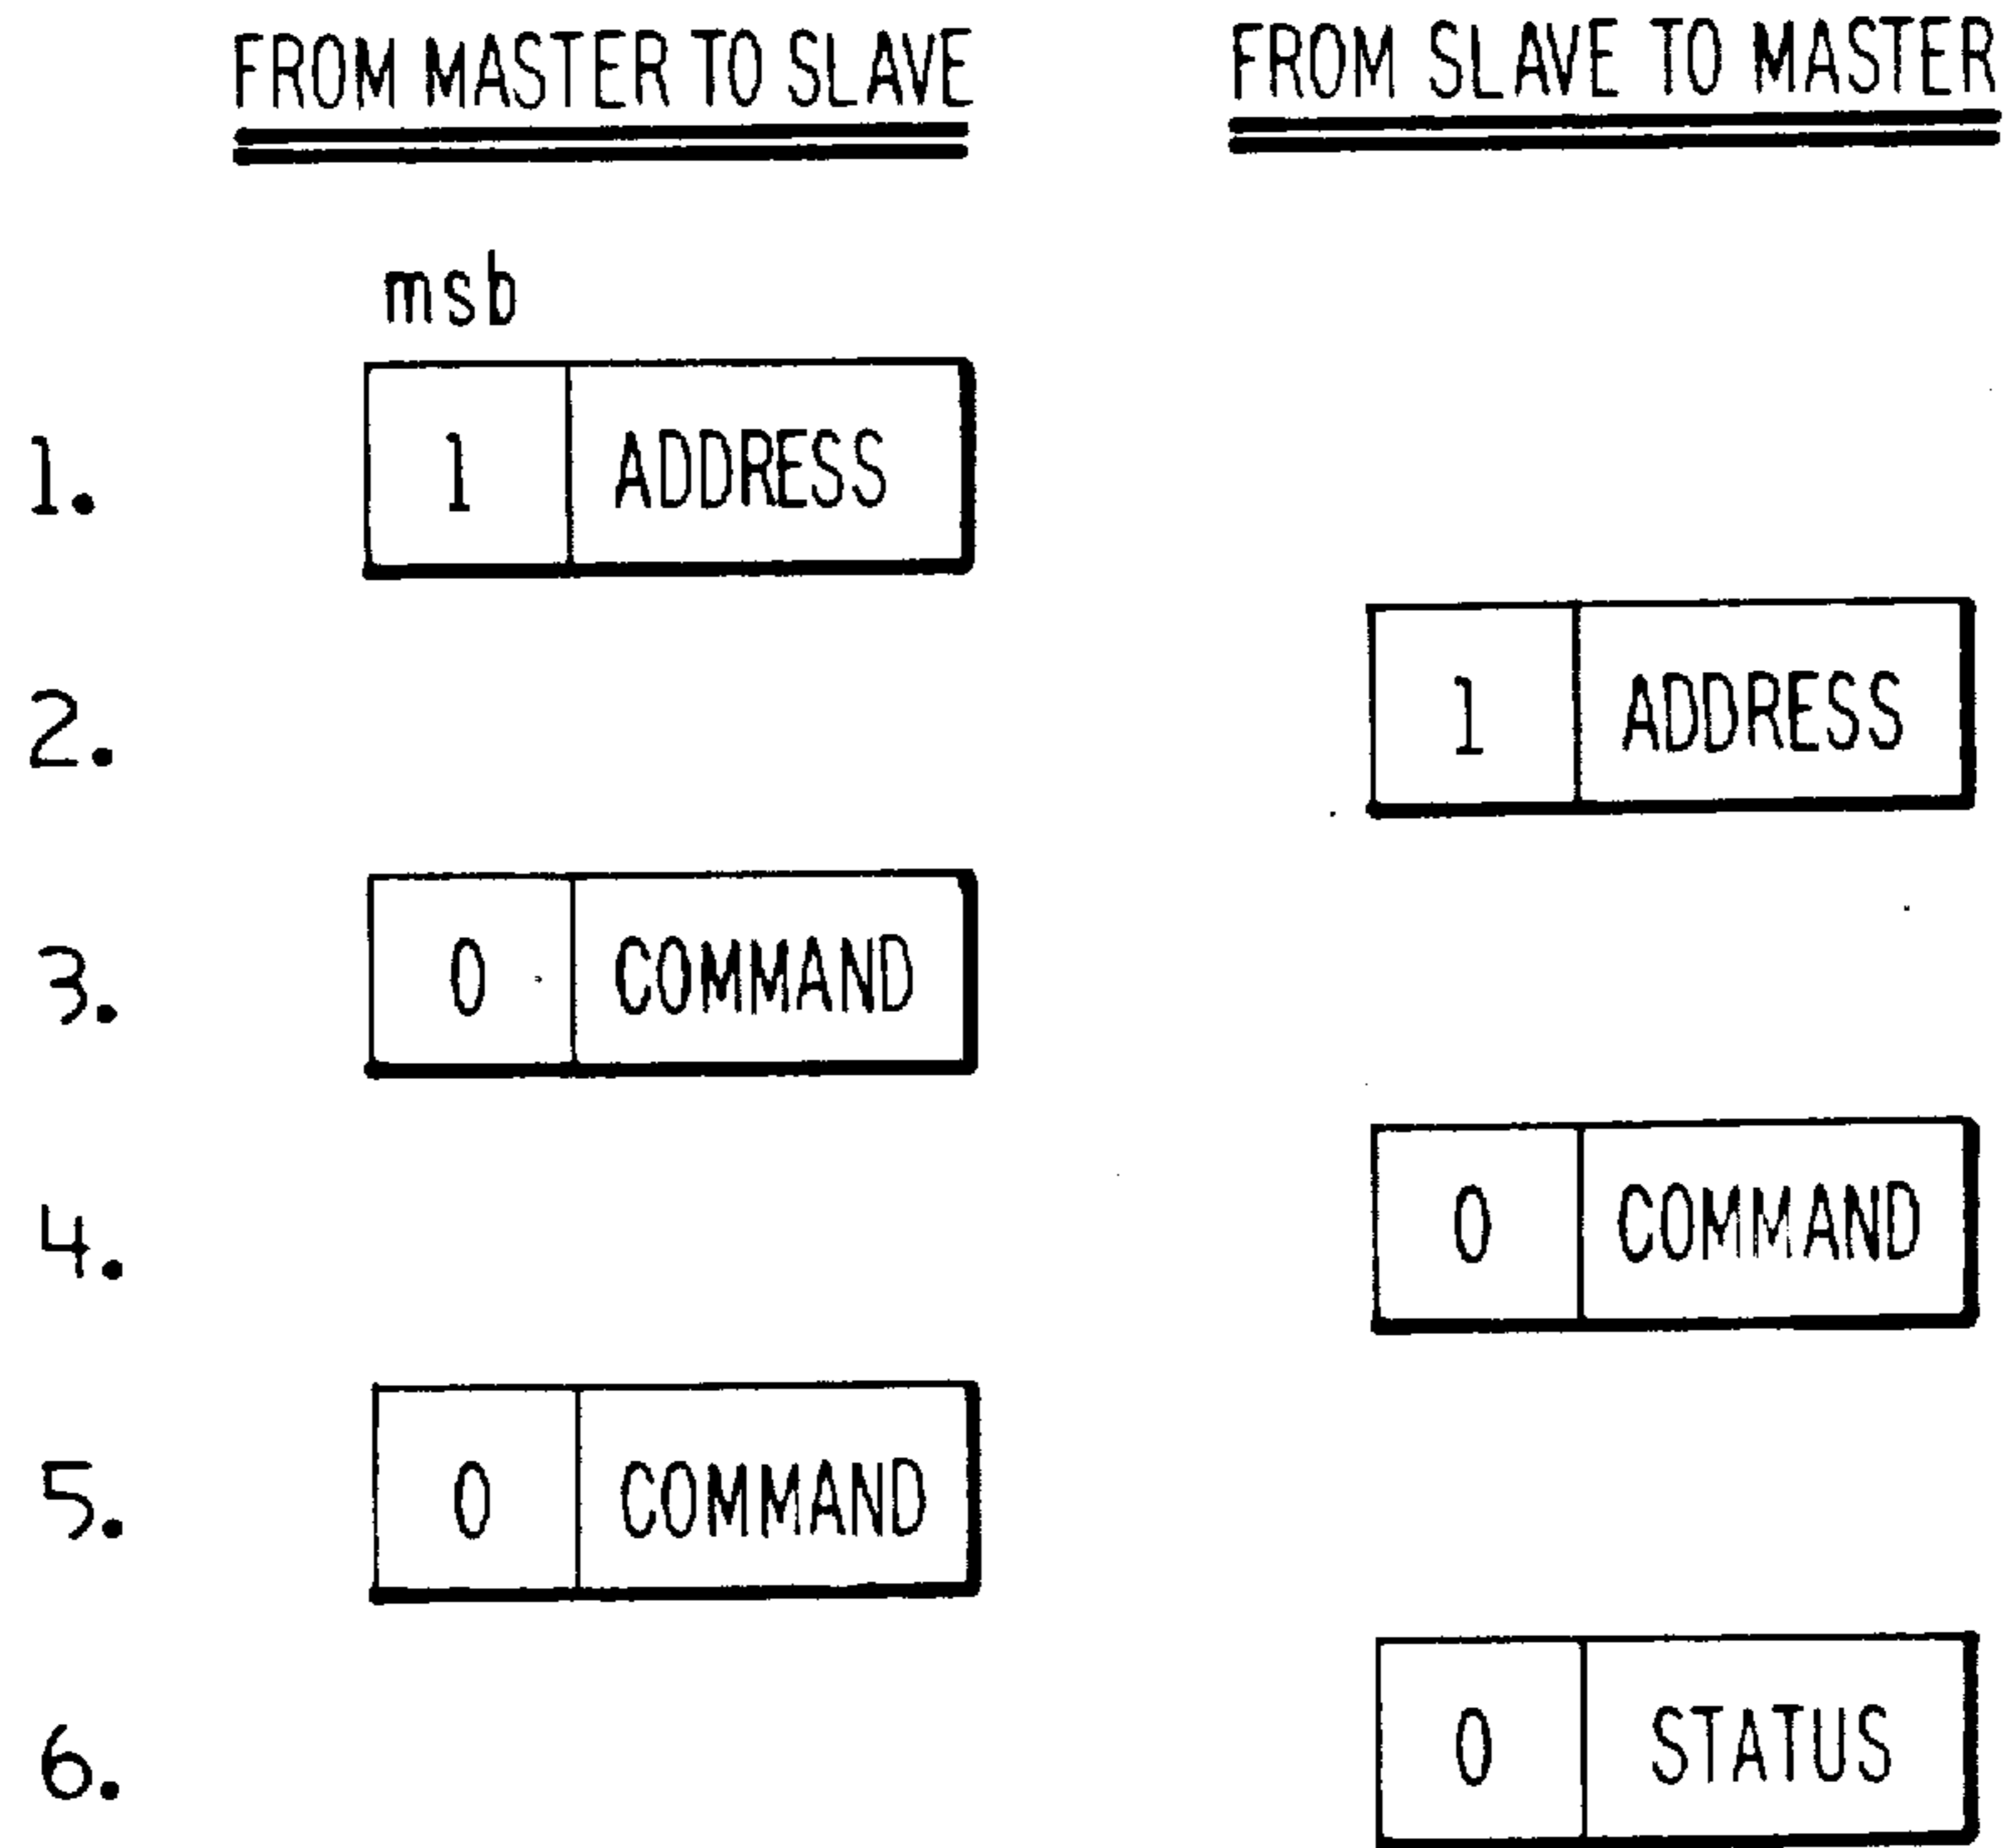 FROM MASTER TO SLAVE FROM SLAVE TO MASTER
msb
1. 1 ADDRESS
2. 1 ADDRESS
3. 0 COMMAND
4. 0 COMMAND
5. 0 COMMAND
6. 0 STATUS